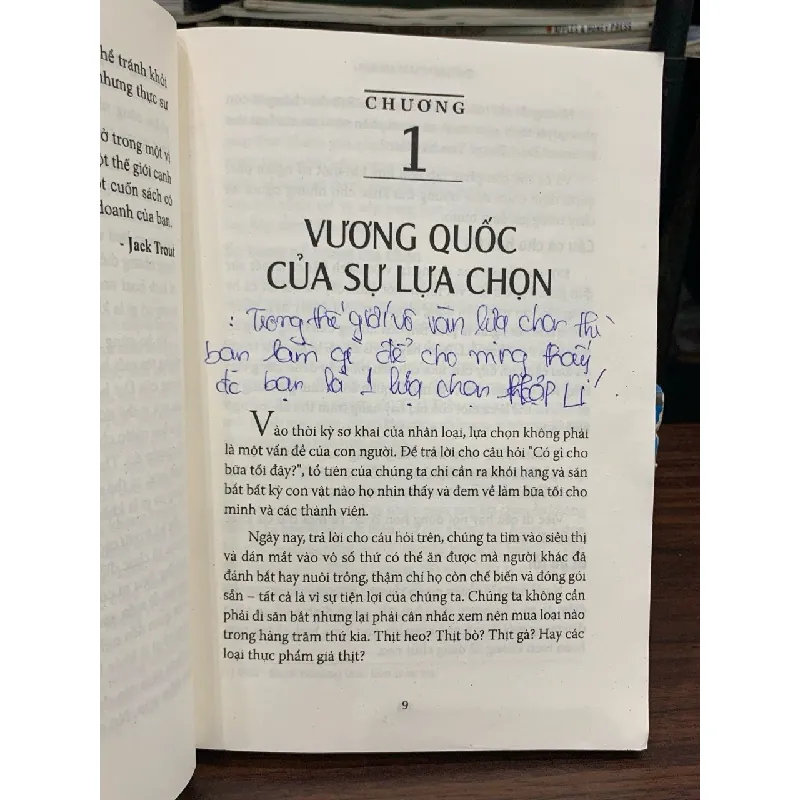 hể tránh khỏi
nhưng thực sự
ở trong một vị
ột thế giới cạnh
t cuốn sách có
doanh của bạn.
- Jack Trout
CHƯƠNG
1
VƯƠNG QUỐC
CỦA SỰ LỰA CHỌN
: Trong thế giới vô vàn lựa chọn thì
bạn làm gì để cho mìng thấy
đc bạn là 1 lựa chọn HỢP LÍ!
Vào thời kỳ sơ khai của nhân loại, lựa chọn không phải
là một vấn đề của con người. Để trả lời cho câu hỏi "Có gì cho
bữa tối đây?", tổ tiên của chúng ta chỉ cần ra khỏi hang và săn
bắt bất kỳ con vật nào họ nhìn thấy và đem về làm bữa tối cho
mình và các thành viên.
Ngày nay, trả lời cho câu hỏi trên, chúng ta tìm vào siêu thị
và dán mắt vào vô số thứ có thể ăn được mà người khác đã
đánh bắt hay nuôi trồng, thậm chí họ còn chế biến và đóng gói
sẵn – tất cả là vì sự tiện lợi của chúng ta. Chúng ta không cần
phải đi săn bắt nhưng lại phải cân nhắc xem nên mua loại nào
trong hàng trăm thứ kia. Thịt heo? Thịt bò? Thịt gà? Hay các
loại thực phẩm giả thịt?
9